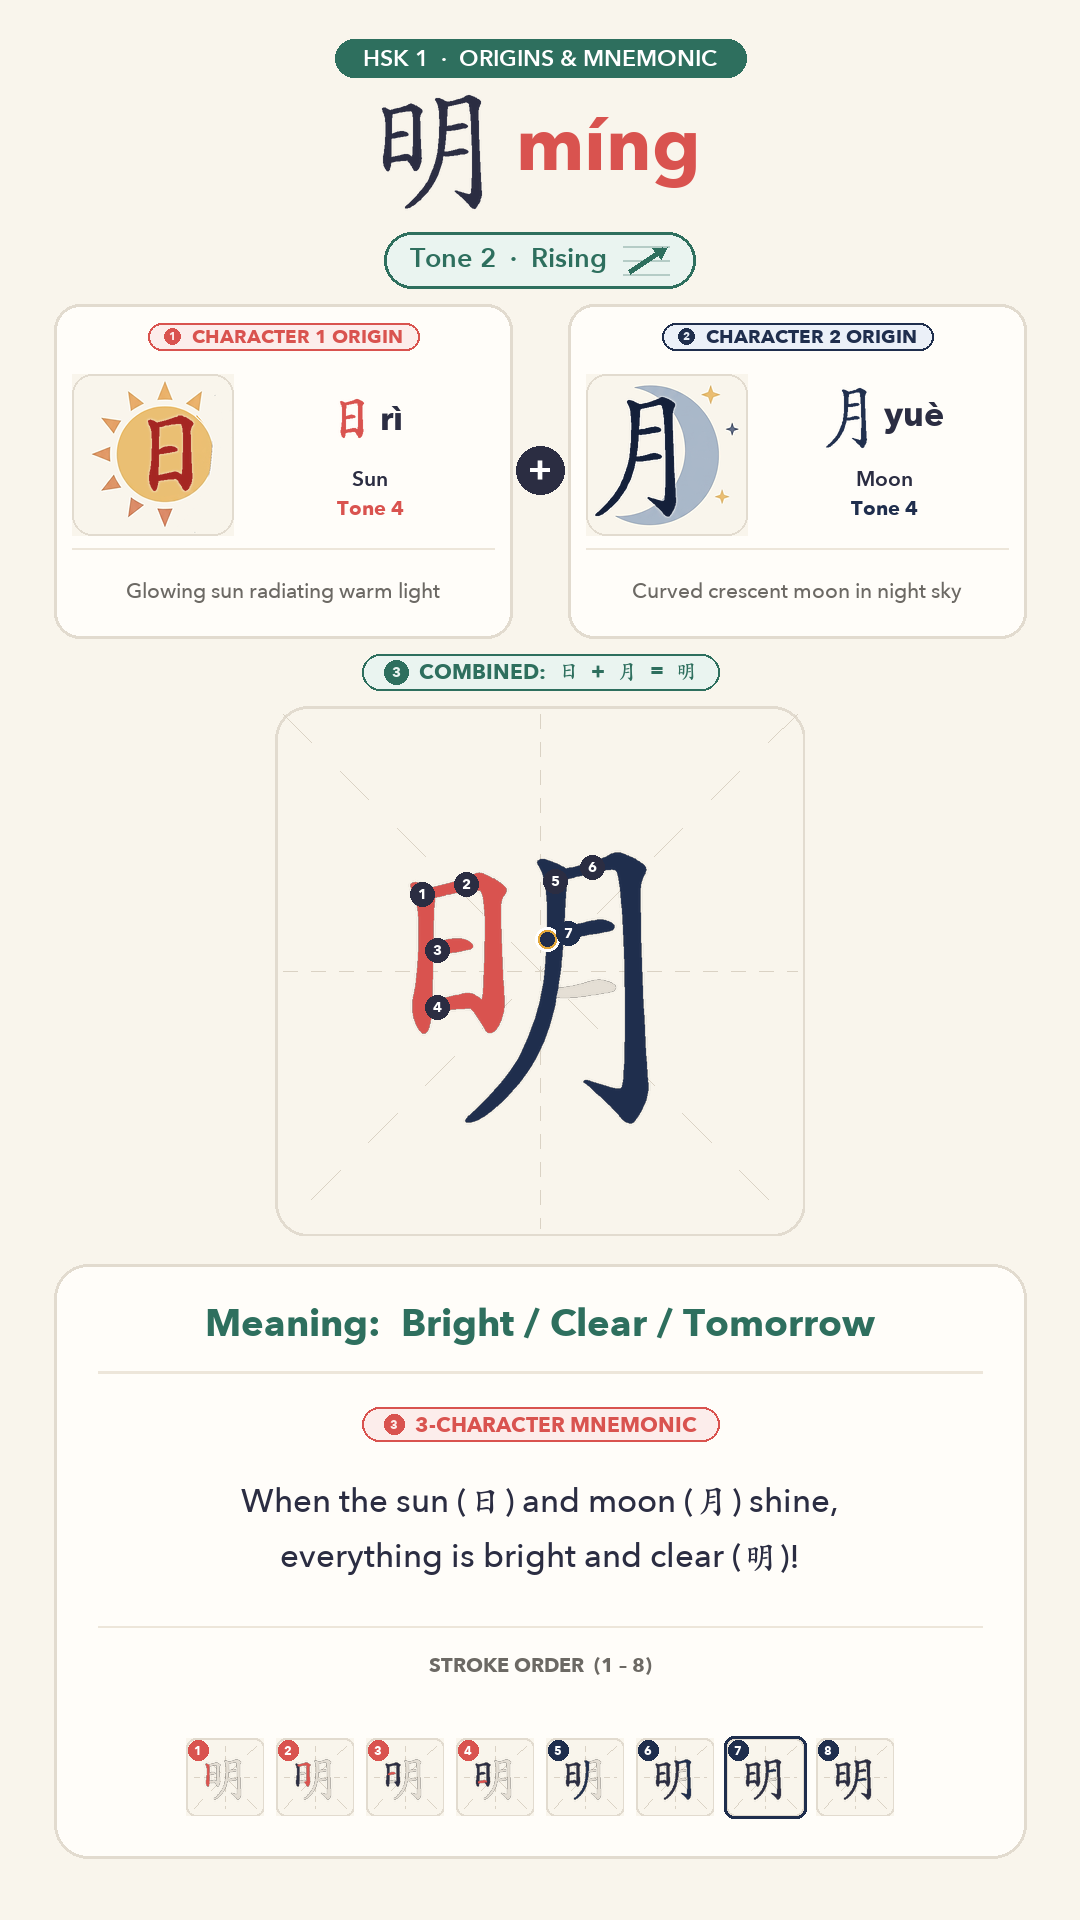 HSK 1 · ORIGINS & MNEMONIC
明 míng
Tone 2 · Rising
1 CHARACTER 1 ORIGIN
日
日 rì
Sun
Tone 4
Glowing sun radiating warm light
+
2 CHARACTER 2 ORIGIN
月
月 yuè
Moon
Tone 4
Curved crescent moon in night sky
3 COMBINED: 日 + 月 = 明
明
1 2 3 4 5 6 7
Meaning: Bright / Clear / Tomorrow
3 3-CHARACTER MNEMONIC
When the sun (日) and moon (月) shine,
everything is bright and clear (明)!
STROKE ORDER (1 – 8)
1 2 3 4 5 6 7 8
明 明 明 明 明 明 明 明